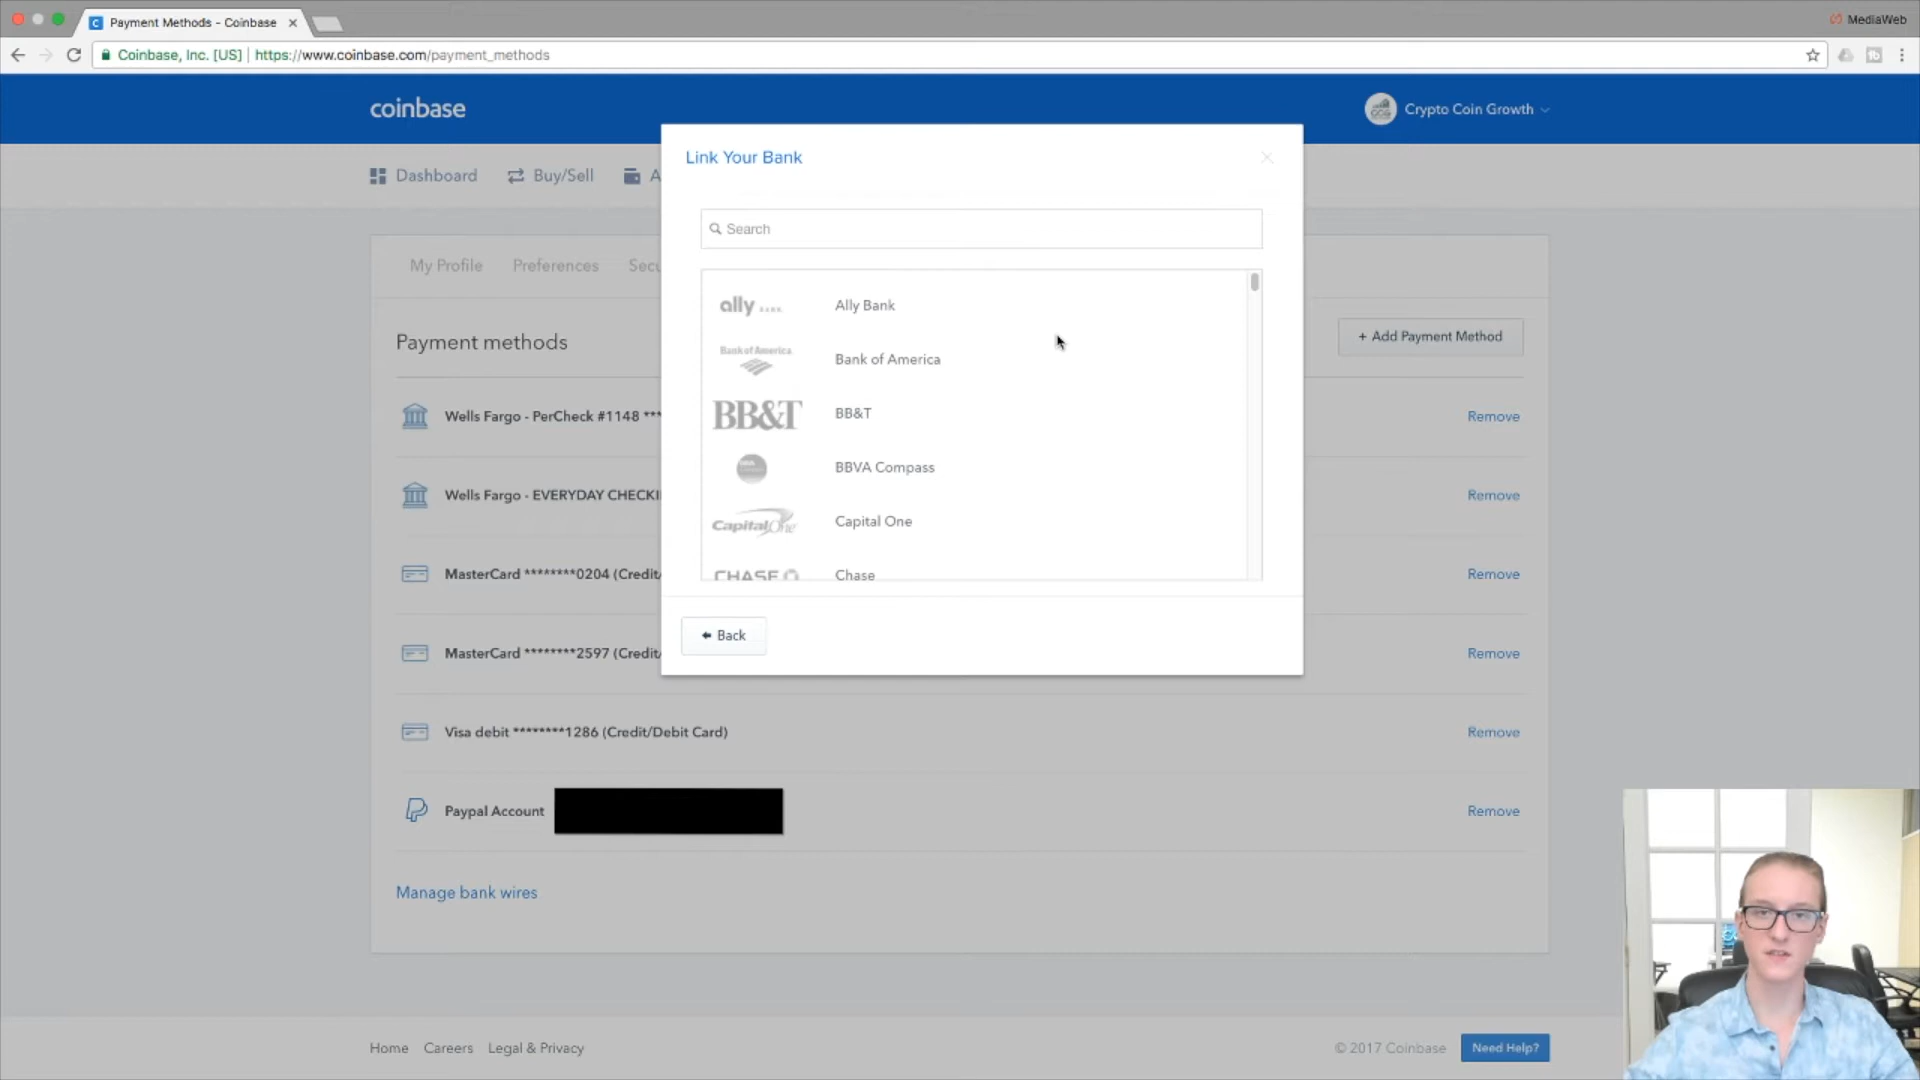 Payment Methods - Coinbase
MediaWeb
Coinbase, Inc. [US] | https://www.coinbase.com/payment_methods
coinbase
Crypto Coin Growth
Dashboard
Buy/Sell
A
My Profile
Preferences
Secu
Payment methods
+ Add Payment Method
Wells Fargo - PerCheck #1148 ***
Remove
Wells Fargo - EVERYDAY CHECKI
Remove
MasterCard ********0204 (Credit/
Remove
MasterCard ********2597 (Credit/
Remove
Visa debit ********1286 (Credit/Debit Card)
Remove
Paypal Account
Remove
Manage bank wires
Link Your Bank
Search
ally BANK
Ally Bank
Bank of America
Bank of America
BB&T
BB&T
BBVA Compass
Capital One
Capital One
CHASE
Chase
Back
Home
Careers
Legal & Privacy
© 2017 Coinbase
Need Help?